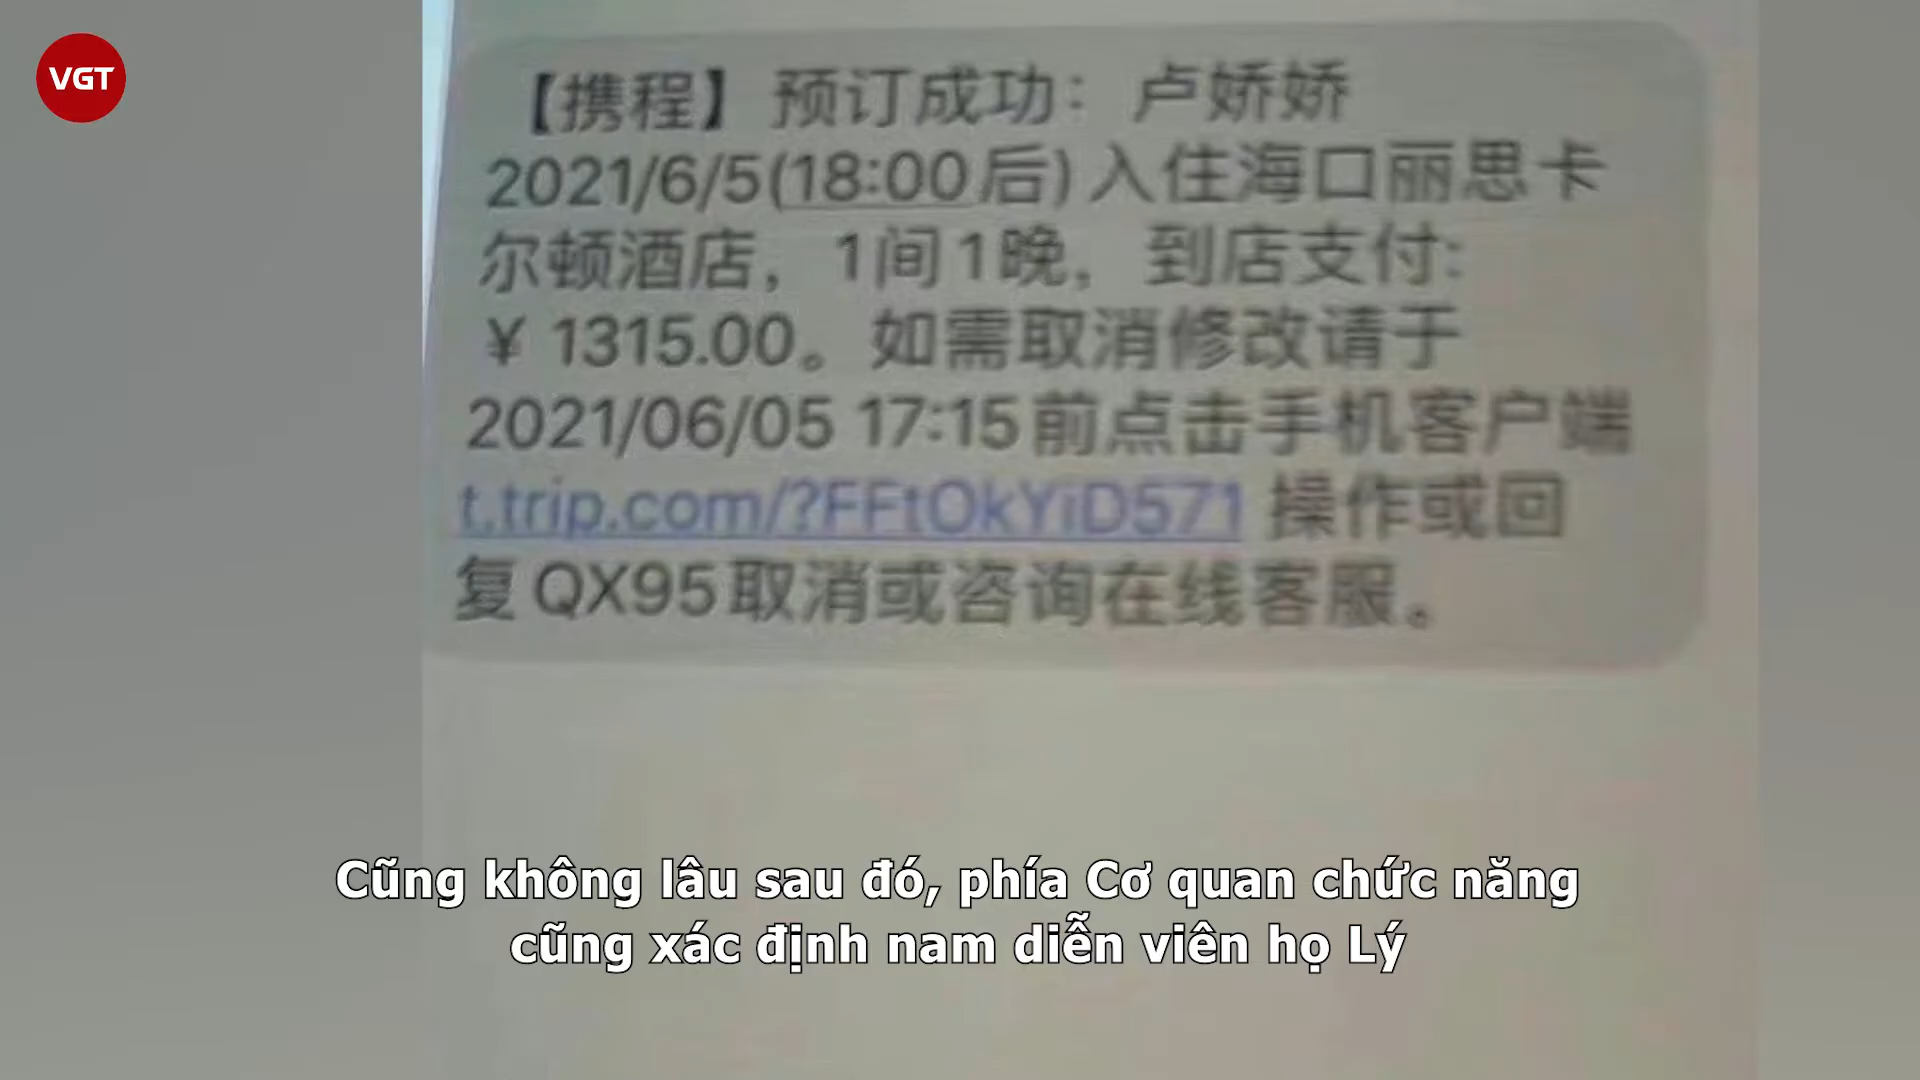 VGT
【携程】预订成功：卢娇娇
2021/6/5(18:00后)入住海口丽思卡
尔顿酒店，1间1晚，到店支付:
¥ 1315.00。如需取消修改请于
2021/06/05 17:15前点击手机客户端
t.trip.com/?FFtOkYiD571 操作或回
复QX95取消或咨询在线客服。
Cũng không lâu sau đó, phía Cơ quan chức năng
cũng xác định nam diễn viên họ Lý